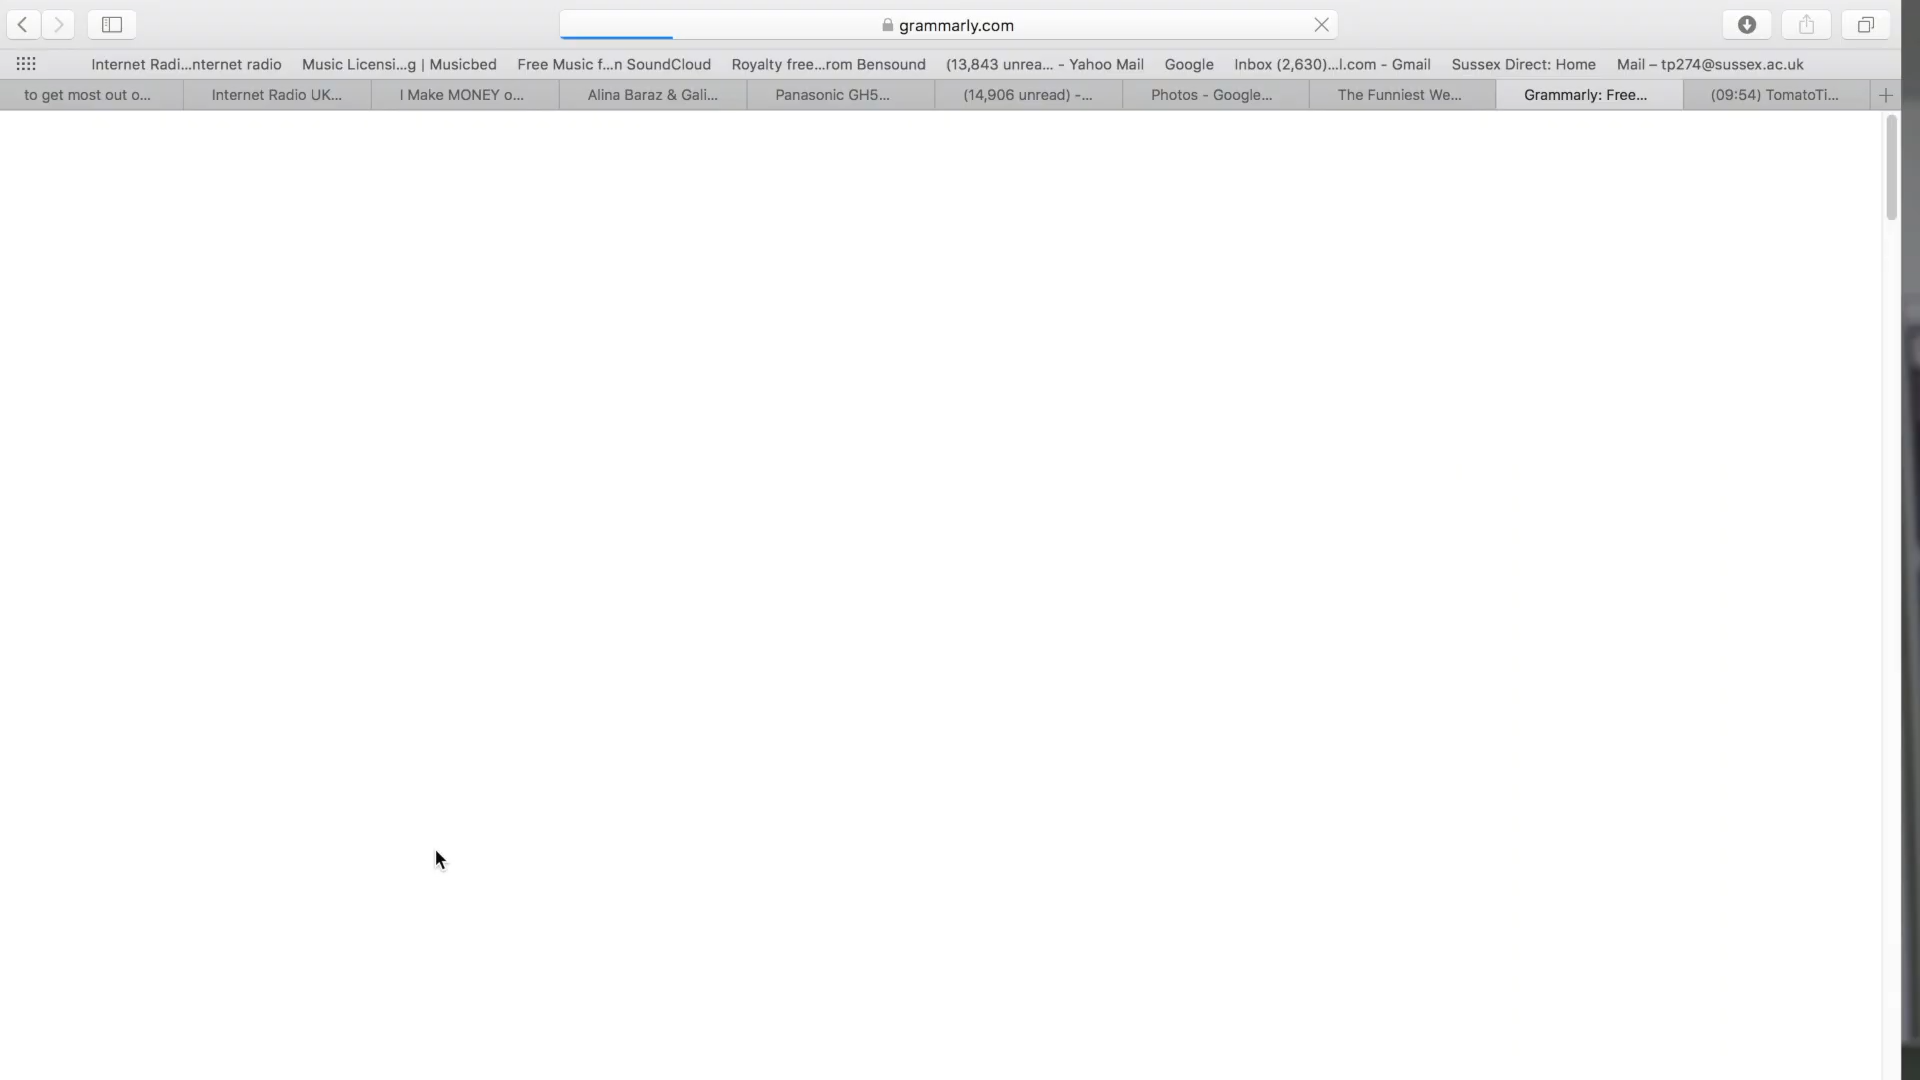 grammarly.com
Internet Radi...nternet radio Music Licensi...g | Musicbed Free Music f...n SoundCloud Royalty free...rom Bensound (13,843 unrea... - Yahoo Mail Google Inbox (2,630)...l.com - Gmail Sussex Direct: Home Mail – tp274@sussex.ac.uk
to get most out o... Internet Radio UK... I Make MONEY o... Alina Baraz & Gali... Panasonic GH5... (14,906 unread) -... Photos - Google... The Funniest We... Grammarly: Free... (09:54) TomatoTi...